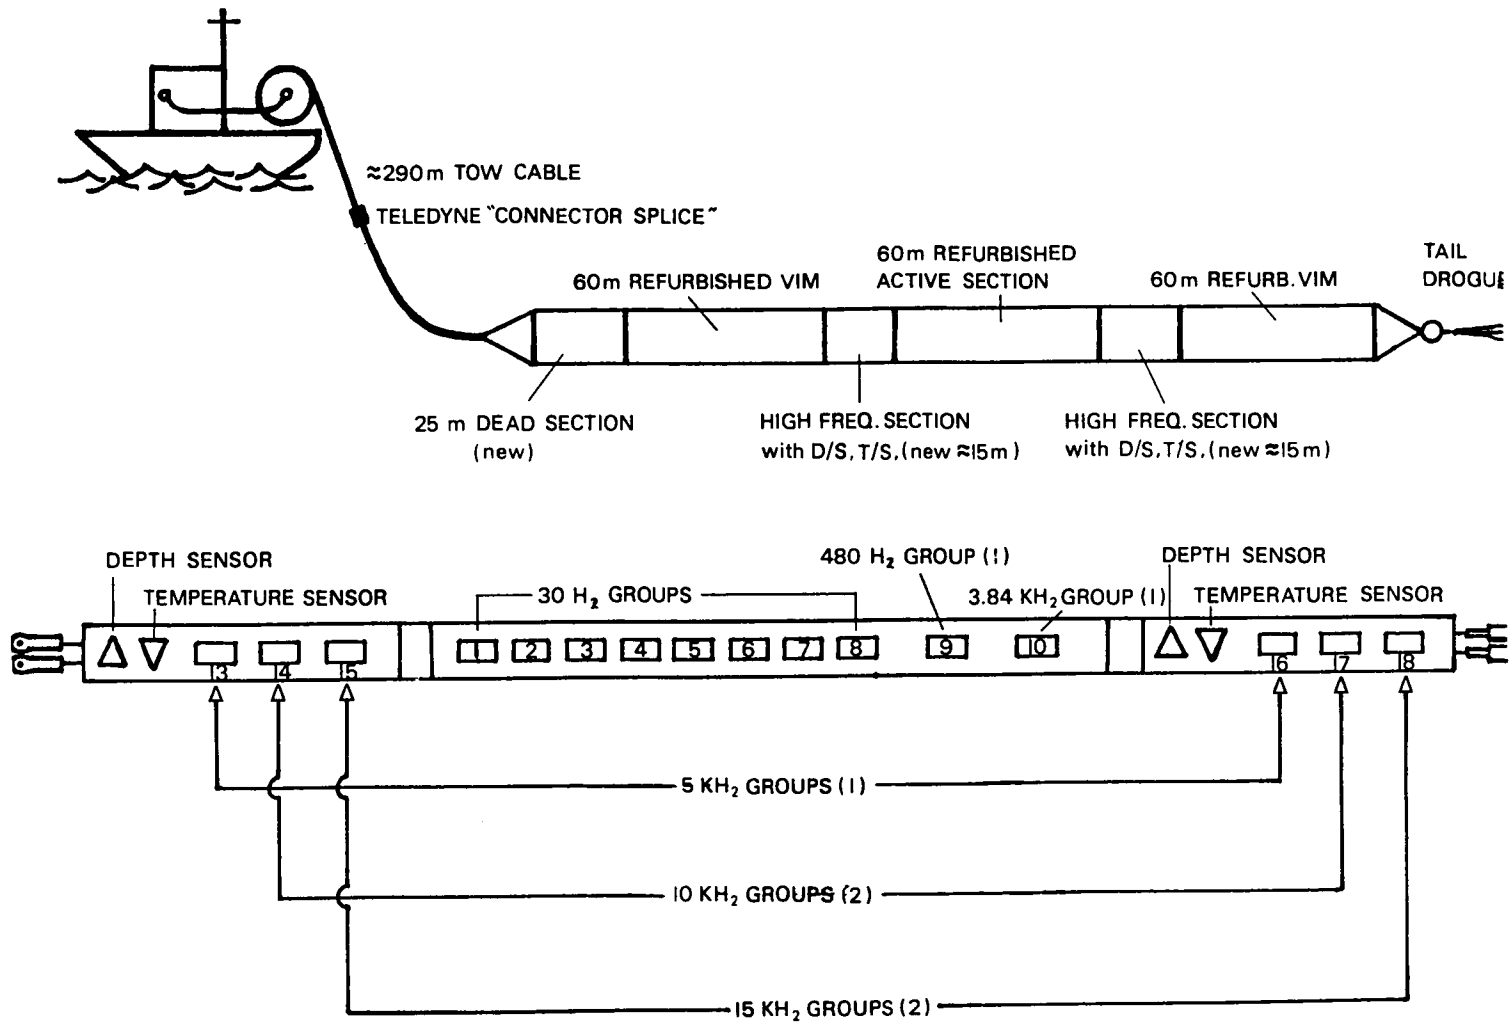 ≈290m TOW CABLE
TELEDYNE "CONNECTOR SPLICE"
60m REFURBISHED VIM
60m REFURBISHED
ACTIVE SECTION
60m REFURB. VIM
TAIL
DROGUE
25 m DEAD SECTION
(new)
HIGH FREQ. SECTION
with D/S, T/S, (new ≈15m)
HIGH FREQ. SECTION
with D/S, T/S, (new ≈15m)
DEPTH SENSOR
TEMPERATURE SENSOR
30 H₂ GROUPS
480 H₂ GROUP (1)
3.84 KH₂ GROUP (1)
DEPTH SENSOR
TEMPERATURE SENSOR
1 2 3 4 5 6 7 8 9 10
13 14 15
16 17 18
5 KH₂ GROUPS (1)
10 KH₂ GROUPS (2)
15 KH₂ GROUPS (2)